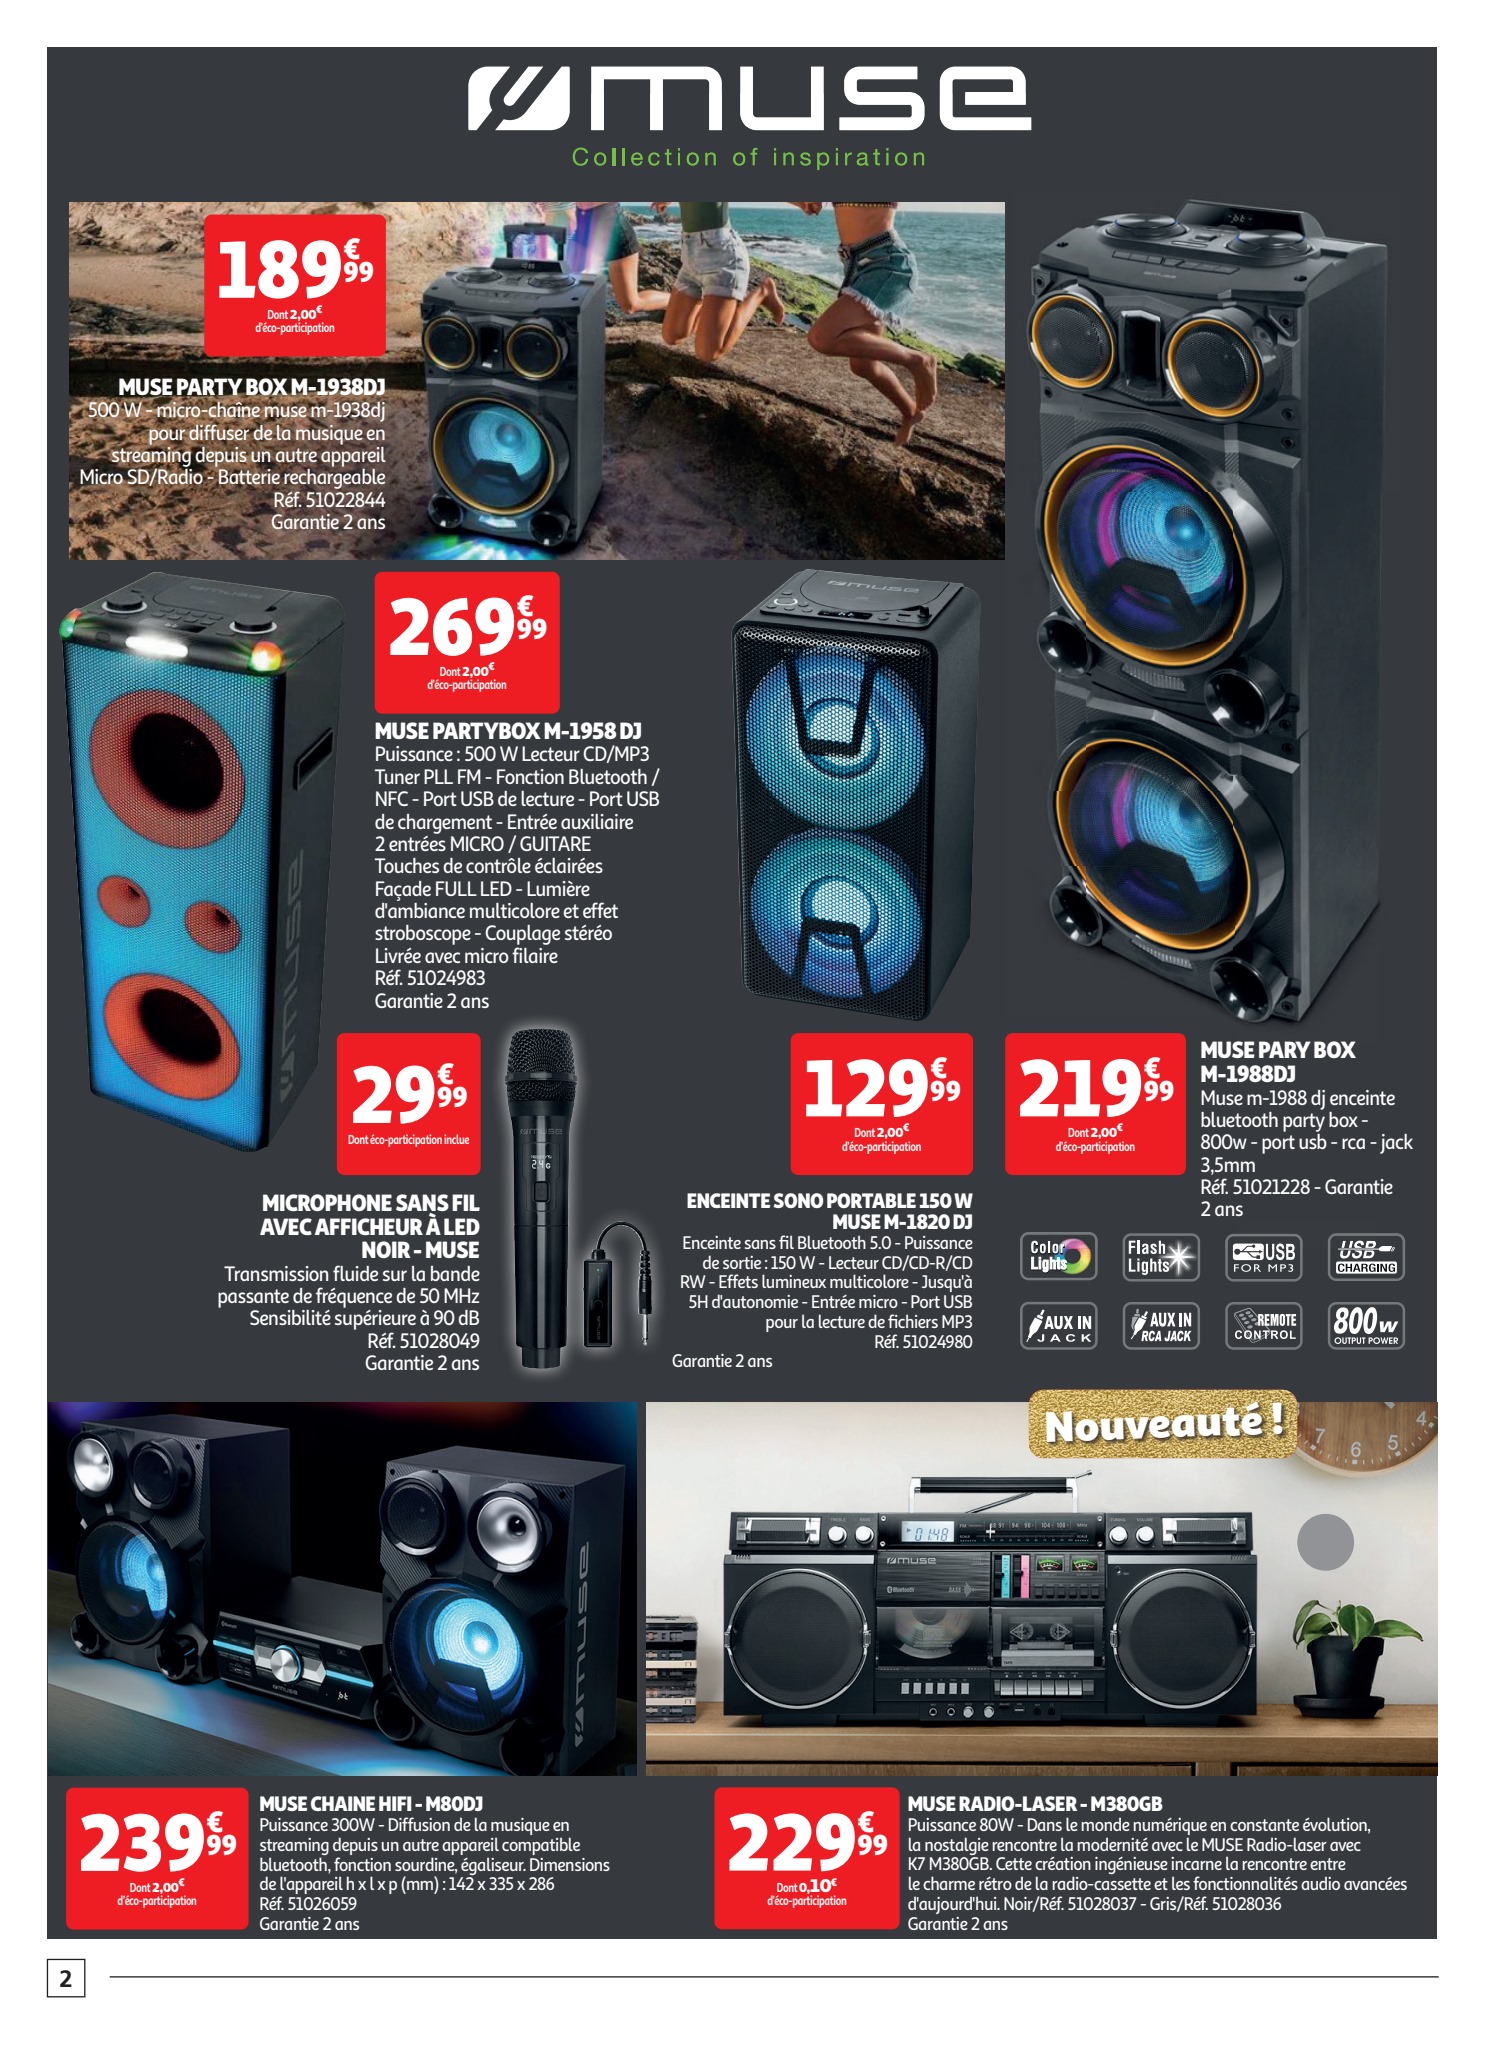 muse
Collection of inspiration
189€99
Dont 2,00€
d'éco-participation
MUSE PARTY BOX M-1938DJ
500 W - micro-chaîne muse m-1938dj
pour diffuser de la musique en
streaming depuis un autre appareil
Micro SD/Radio - Batterie rechargeable
Réf. 51022844
Garantie 2 ans
269€99
Dont 2,00€
d'éco-participation
MUSE PARTYBOX M-1958 DJ
Puissance : 500 W Lecteur CD/MP3
Tuner PLL FM - Fonction Bluetooth /
NFC - Port USB de lecture - Port USB
de chargement - Entrée auxiliaire
2 entrées MICRO / GUITARE
Touches de contrôle éclairées
Façade FULL LED - Lumière
d'ambiance multicolore et effet
stroboscope - Couplage stéréo
Livrée avec micro filaire
Réf. 51024983
Garantie 2 ans
muse
muse
29€99
Dont éco-participation inclue
MICROPHONE SANS FIL
AVEC AFFICHEUR À LED
NOIR - MUSE
Transmission fluide sur la bande
passante de fréquence de 50 MHz
Sensibilité supérieure à 90 dB
Réf. 51028049
Garantie 2 ans
muse
129€99
Dont 2,00€
d'éco-participation
ENCEINTE SONO PORTABLE 150 W
MUSE M-1820 DJ
Enceinte sans fil Bluetooth 5.0 - Puissance
de sortie : 150 W - Lecteur CD/CD-R/CD
RW - Effets lumineux multicolore - Jusqu'à
5H d'autonomie - Entrée micro - Port USB
pour la lecture de fichiers MP3
Réf. 51024980
Garantie 2 ans
219€99
Dont 2,00€
d'éco-participation
MUSE PARY BOX
M-1988DJ
Muse m-1988 dj enceinte
bluetooth party box -
800w - port usb - rca - jack
3,5mm
Réf. 51021228 - Garantie
2 ans
Color Lights
Flash Lights
USB FOR MP3
USB CHARGING
AUX IN JACK
AUX IN RCA JACK
REMOTE CONTROL
800w OUTPUT POWER
Nouveauté !
7 6 5 4
muse
muse
01:48
muse
Bluetooth
239€99
Dont 2,00€
d'éco-participation
MUSE CHAINE HIFI - M80DJ
Puissance 300W - Diffusion de la musique en
streaming depuis un autre appareil compatible
bluetooth, fonction sourdine, égaliseur. Dimensions
de l'appareil h x l x p (mm) : 142 x 335 x 286
Réf. 51026059
Garantie 2 ans
229€99
Dont 0,10€
d'éco-participation
MUSE RADIO-LASER - M380GB
Puissance 80W - Dans le monde numérique en constante évolution,
la nostalgie rencontre la modernité avec le MUSE Radio-laser avec
K7 M380GB. Cette création ingénieuse incarne la rencontre entre
le charme rétro de la radio-cassette et les fonctionnalités audio avancées
d'aujourd'hui. Noir/Réf. 51028037 - Gris/Réf. 51028036
Garantie 2 ans
2